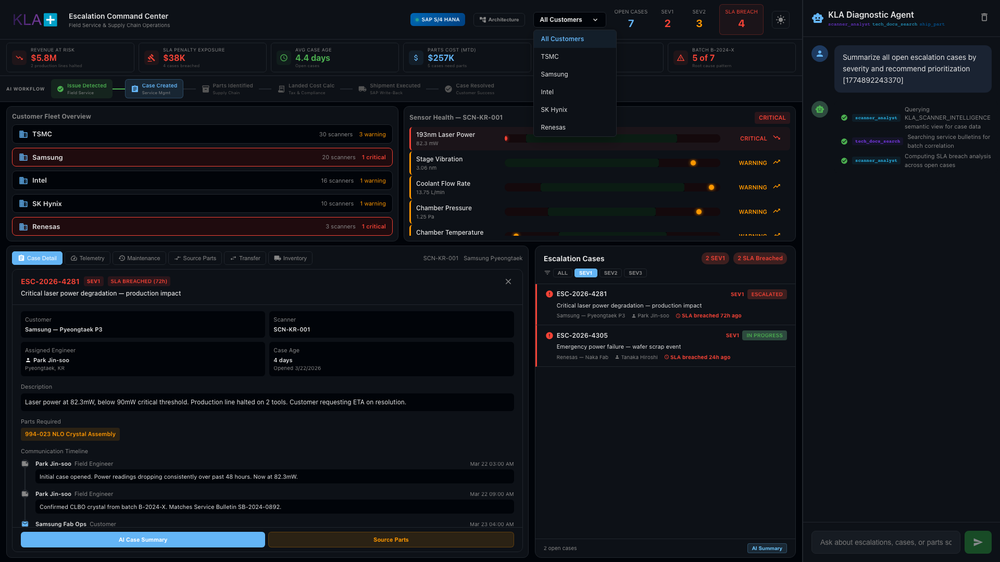 KLA
Escalation Command Center
Field Service & Supply Chain Operations
SAP S/4 HANA
Architecture
All Customers
OPEN CASES
7
SEV1
2
SEV2
3
SLA BREACH
4
All Customers
TSMC
Samsung
Intel
SK Hynix
Renesas
REVENUE AT RISK
$5.8M
2 production lines halted
SLA PENALTY EXPOSURE
$38K
4 cases breached
AVG CASE AGE
4.4 days
Open cases
PARTS COST (MTD)
$257K
5 cases need parts
BATCH B-2024-X
5 of 7
Root cause pattern
AI WORKFLOW
Issue Detected
Field Service
Case Created
Service Mgmt
Parts Identified
Supply Chain
Landed Cost Calc
Tax & Compliance
Shipment Executed
SAP Write-Back
Case Resolved
Customer Success
Customer Fleet Overview
TSMC 30 scanners 3 warning
Samsung 20 scanners 1 critical
Intel 16 scanners 1 warning
SK Hynix 10 scanners 1 warning
Renesas 3 scanners 1 critical
Sensor Health — SCN-KR-001
CRITICAL
193nm Laser Power
82.3 mW
CRITICAL
Stage Vibration
3.06 nm
WARNING
Coolant Flow Rate
13.75 L/min
WARNING
Chamber Pressure
1.25 Pa
WARNING
Chamber Temperature
WARNING
Case Detail
Telemetry
Maintenance
Source Parts
Transfer
Inventory
SCN-KR-001 Samsung Pyeongtaek
ESC-2026-4281 SEV1 SLA BREACHED (72h)
Critical laser power degradation — production impact
Customer
Samsung — Pyeongtaek P3
Scanner
SCN-KR-001
Assigned Engineer
Park Jin-soo
Pyeongtaek, KR
Case Age
4 days
Opened 3/22/2026
Description
Laser power at 82.3mW, below 90mW critical threshold. Production line halted on 2 tools. Customer requesting ETA on resolution.
Parts Required
994-023 NLO Crystal Assembly
Communication Timeline
Park Jin-soo Field Engineer Mar 22 03:00 AM
Initial case opened. Power readings dropping consistently over past 48 hours. Now at 82.3mW.
Park Jin-soo Field Engineer Mar 22 09:00 AM
Confirmed CLBO crystal from batch B-2024-X. Matches Service Bulletin SB-2024-0892.
Samsung Fab Ops Customer Mar 23 04:00 AM
AI Case Summary
Source Parts
Escalation Cases
2 SEV1
2 SLA Breached
ALL
SEV1
SEV2
SEV3
ESC-2026-4281 SEV1 ESCALATED
Critical laser power degradation — production impact
Samsung — Pyeongtaek P3 Park Jin-soo SLA breached 72h ago
ESC-2026-4305 SEV1 IN PROGRESS
Emergency power failure — wafer scrap event
Renesas — Naka Fab Tanaka Hiroshi SLA breached 24h ago
2 open cases
AI Summary
KLA Diagnostic Agent
scanner_analyst tech_docs_search ship_part
Summarize all open escalation cases by
severity and recommend prioritization
[1774892243370]
scanner_analyst
Querying
KLA_SCANNER_INTELLIGENCE
semantic view for case data
tech_docs_search
Searching service bulletins for
batch correlation
scanner_analyst
Computing SLA breach analysis
across open cases
Ask about escalations, cases, or parts sc